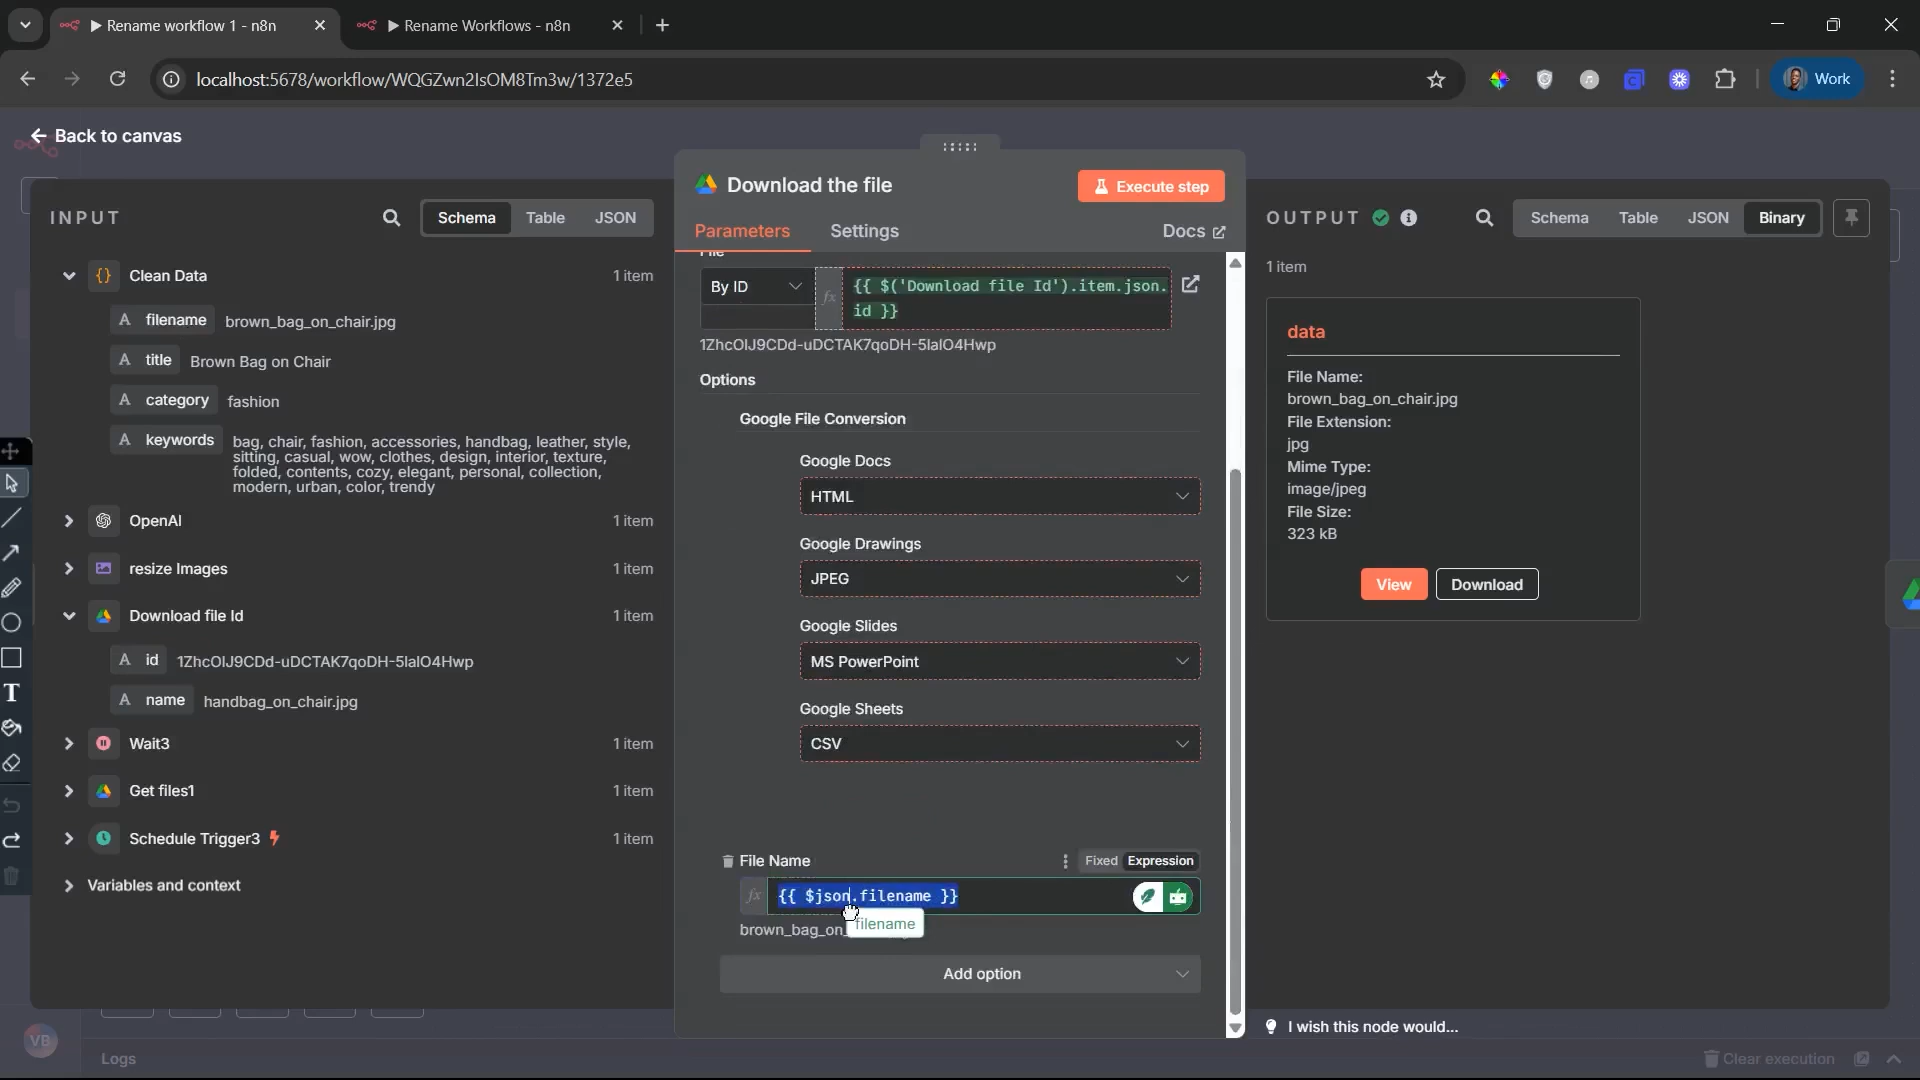 Rename workflow 1 - n8n
Rename Workflows - n8n
localhost:5678/workflow/WQGZwn2IsOM8Tm3w/1372e5
Work
Back to canvas
INPUT
Schema
Table
JSON
Clean Data
1 item
A filename brown_bag_on_chair.jpg
A title Brown Bag on Chair
A category fashion
A keywords bag, chair, fashion, accessories, handbag, leather, style,
sitting, casual, wow, clothes, design, interior, texture,
folded, contents, cozy, elegant, personal, collection,
modern, urban, color, trendy
OpenAI
1 item
resize Images
1 item
Download file Id
1 item
A id 1ZhcOIJ9CDd-uDCTAK7qoDH-5lalO4Hwp
A name handbag_on_chair.jpg
Wait3
1 item
Get files1
1 item
Schedule Trigger3
1 item
Variables and context
Download the file
Execute step
Parameters
Settings
Docs
File
By ID
fx
{{ $('Download file Id').item.json.
id }}
1ZhcOIJ9CDd-uDCTAK7qoDH-5lalO4Hwp
Options
Google File Conversion
Google Docs
HTML
Google Drawings
JPEG
Google Slides
MS PowerPoint
Google Sheets
CSV
File Name
Fixed
Expression
fx
{{ $json.filename }}
filename
brown_bag_on_
Add option
OUTPUT
Schema
Table
JSON
Binary
1 item
data
File Name:
brown_bag_on_chair.jpg
File Extension:
jpg
Mime Type:
image/jpeg
File Size:
323 kB
View
Download
I wish this node would...
VB
Logs
Clear execution
T